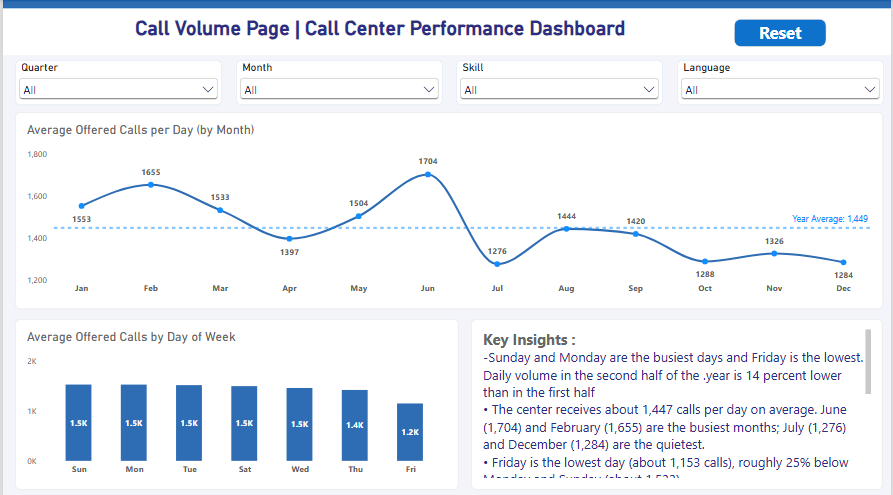 Call Volume Page | Call Center Performance Dashboard
Reset
Quarter
All
Month
All
Skill
All
Language
All
Average Offered Calls per Day (by Month)
1,800
1,600
1,400
1,200
1553
1655
1533
1397
1504
1704
1276
1444
1420
1288
1326
1284
Year Average: 1,449
Jan Feb Mar Apr May Jun Jul Aug Sep Oct Nov Dec
Average Offered Calls by Day of Week
2K
1K
0K
1.5K 1.5K 1.5K 1.5K 1.5K 1.4K 1.2K
Sun Mon Tue Sat Wed Thu Fri
Key Insights :
-Sunday and Monday are the busiest days and Friday is the lowest.
Daily volume in the second half of the .year is 14 percent lower
than in the first half
• The center receives about 1,447 calls per day on average. June
(1,704) and February (1,655) are the busiest months; July (1,276)
and December (1,284) are the quietest.
• Friday is the lowest day (about 1,153 calls), roughly 25% below
Monday and Sunday (about